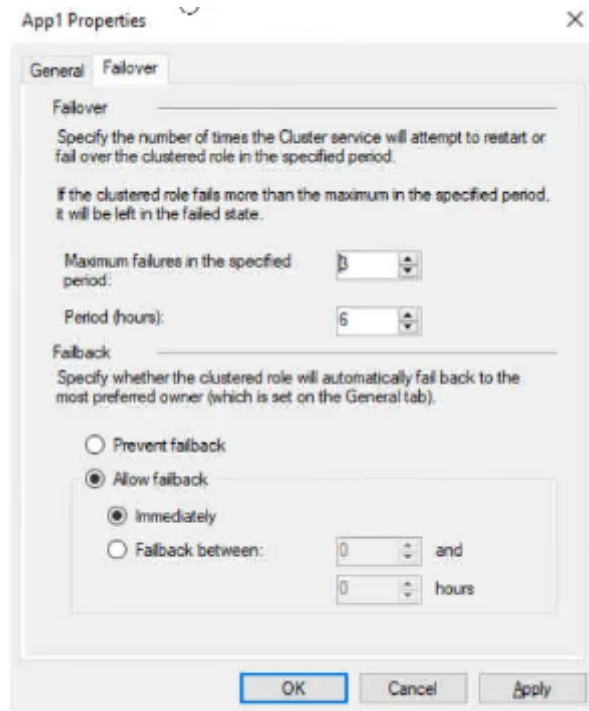 App1 Properties
General Failover
Failover
Specify the number of times the Cluster service will attempt to restart or
fail over the clustered role in the specified period.
If the clustered role fails more than the maximum in the specified period,
it will be left in the failed state.
Maximum failures in the specified
period:
3
Period (hours):
6
Failback
Specify whether the clustered role will automatically fail back to the
most preferred owner (which is set on the General tab).
Prevent failback
Allow failback
Immediately
Failback between:
0 and
0 hours
OK Cancel Apply